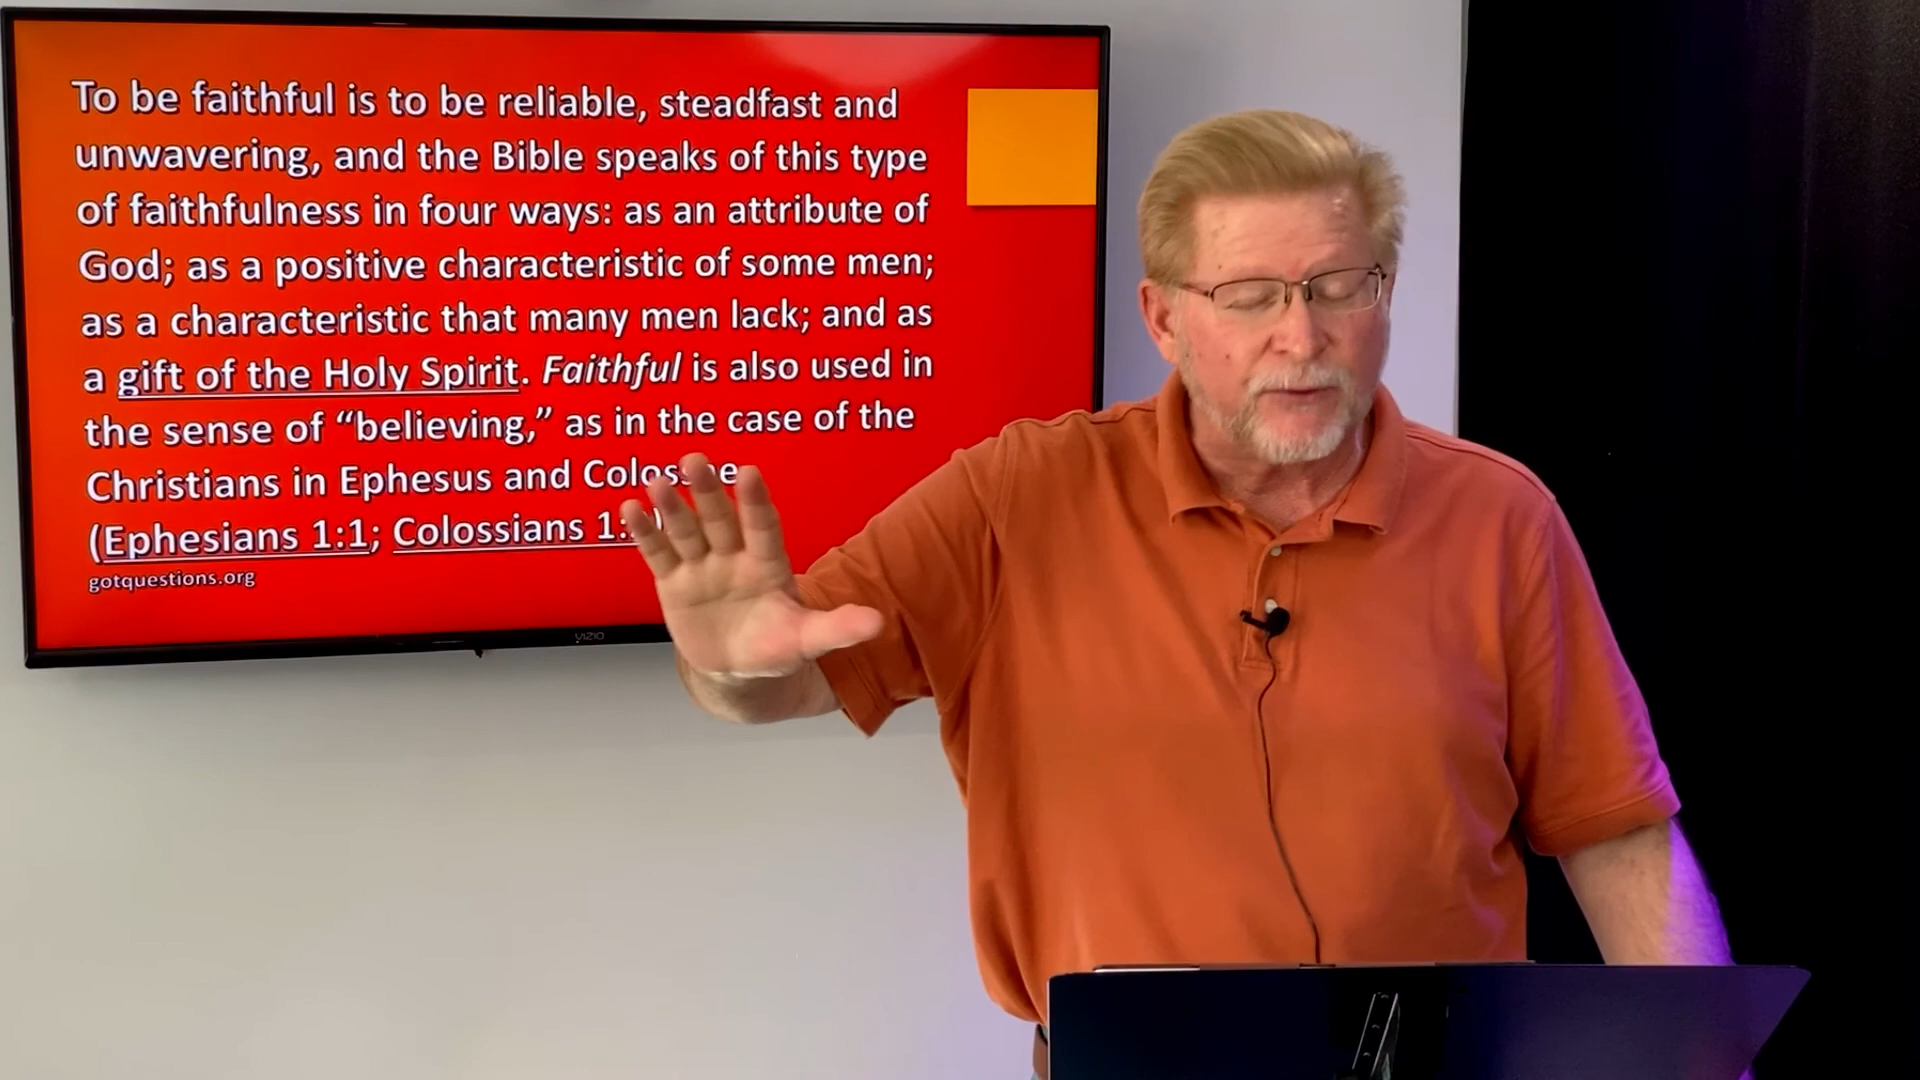 To be faithful is to be reliable, steadfast and
unwavering, and the Bible speaks of this type
of faithfulness in four ways: as an attribute of
God; as a positive characteristic of some men;
as a characteristic that many men lack; and as
a gift of the Holy Spirit. Faithful is also used in
the sense of “believing,” as in the case of the
Christians in Ephesus and
(Ephesians 1:1; Colossians
gotquestions.org
VIZIO